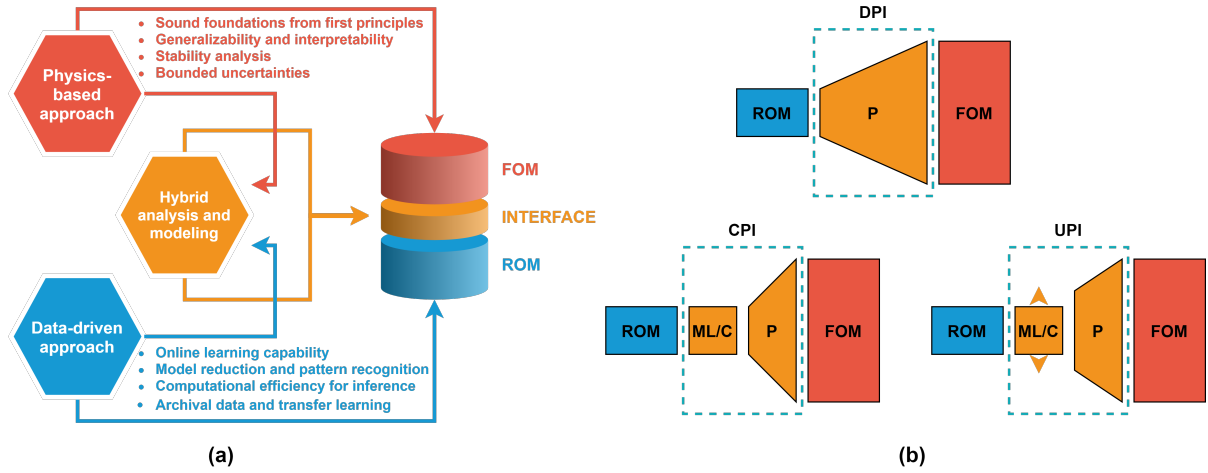 • Sound foundations from first principles
• Generalizability and interpretability
• Stability analysis
• Bounded uncertainties
Physics-
based
approach
Hybrid
analysis and
modeling
Data-driven
approach
• Online learning capability
• Model reduction and pattern recognition
• Computational efficiency for inference
• Archival data and transfer learning
FOM
INTERFACE
ROM
(a)
DPI
ROM
P
FOM
CPI
ROM
ML/C
P
FOM
UPI
ROM
ML/C
P
FOM
(b)